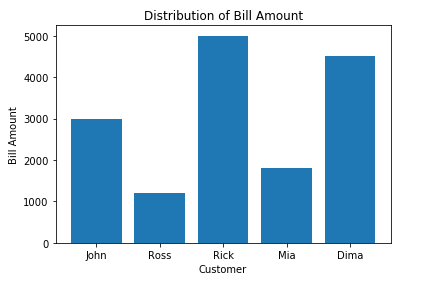 Distribution of Bill Amount
Bill Amount
5000
4000
3000
2000
1000
0
John Ross Rick Mia Dima
Customer